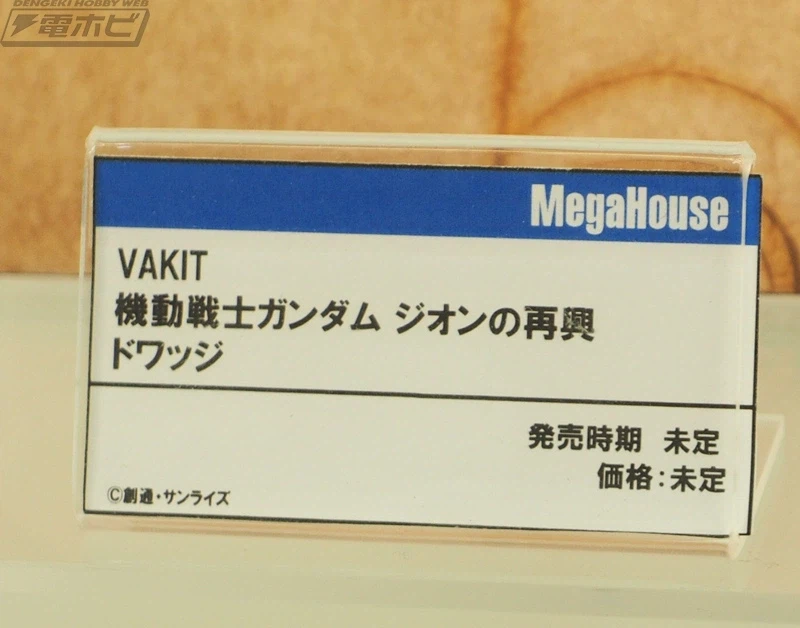 DENGEKI HOBBY WEB
電ホビ
MegaHouse
VAKIT
機動戦士ガンダム ジオンの再興
ドワッジ
発売時期 未定
価格：未定
©創通・サンライズ